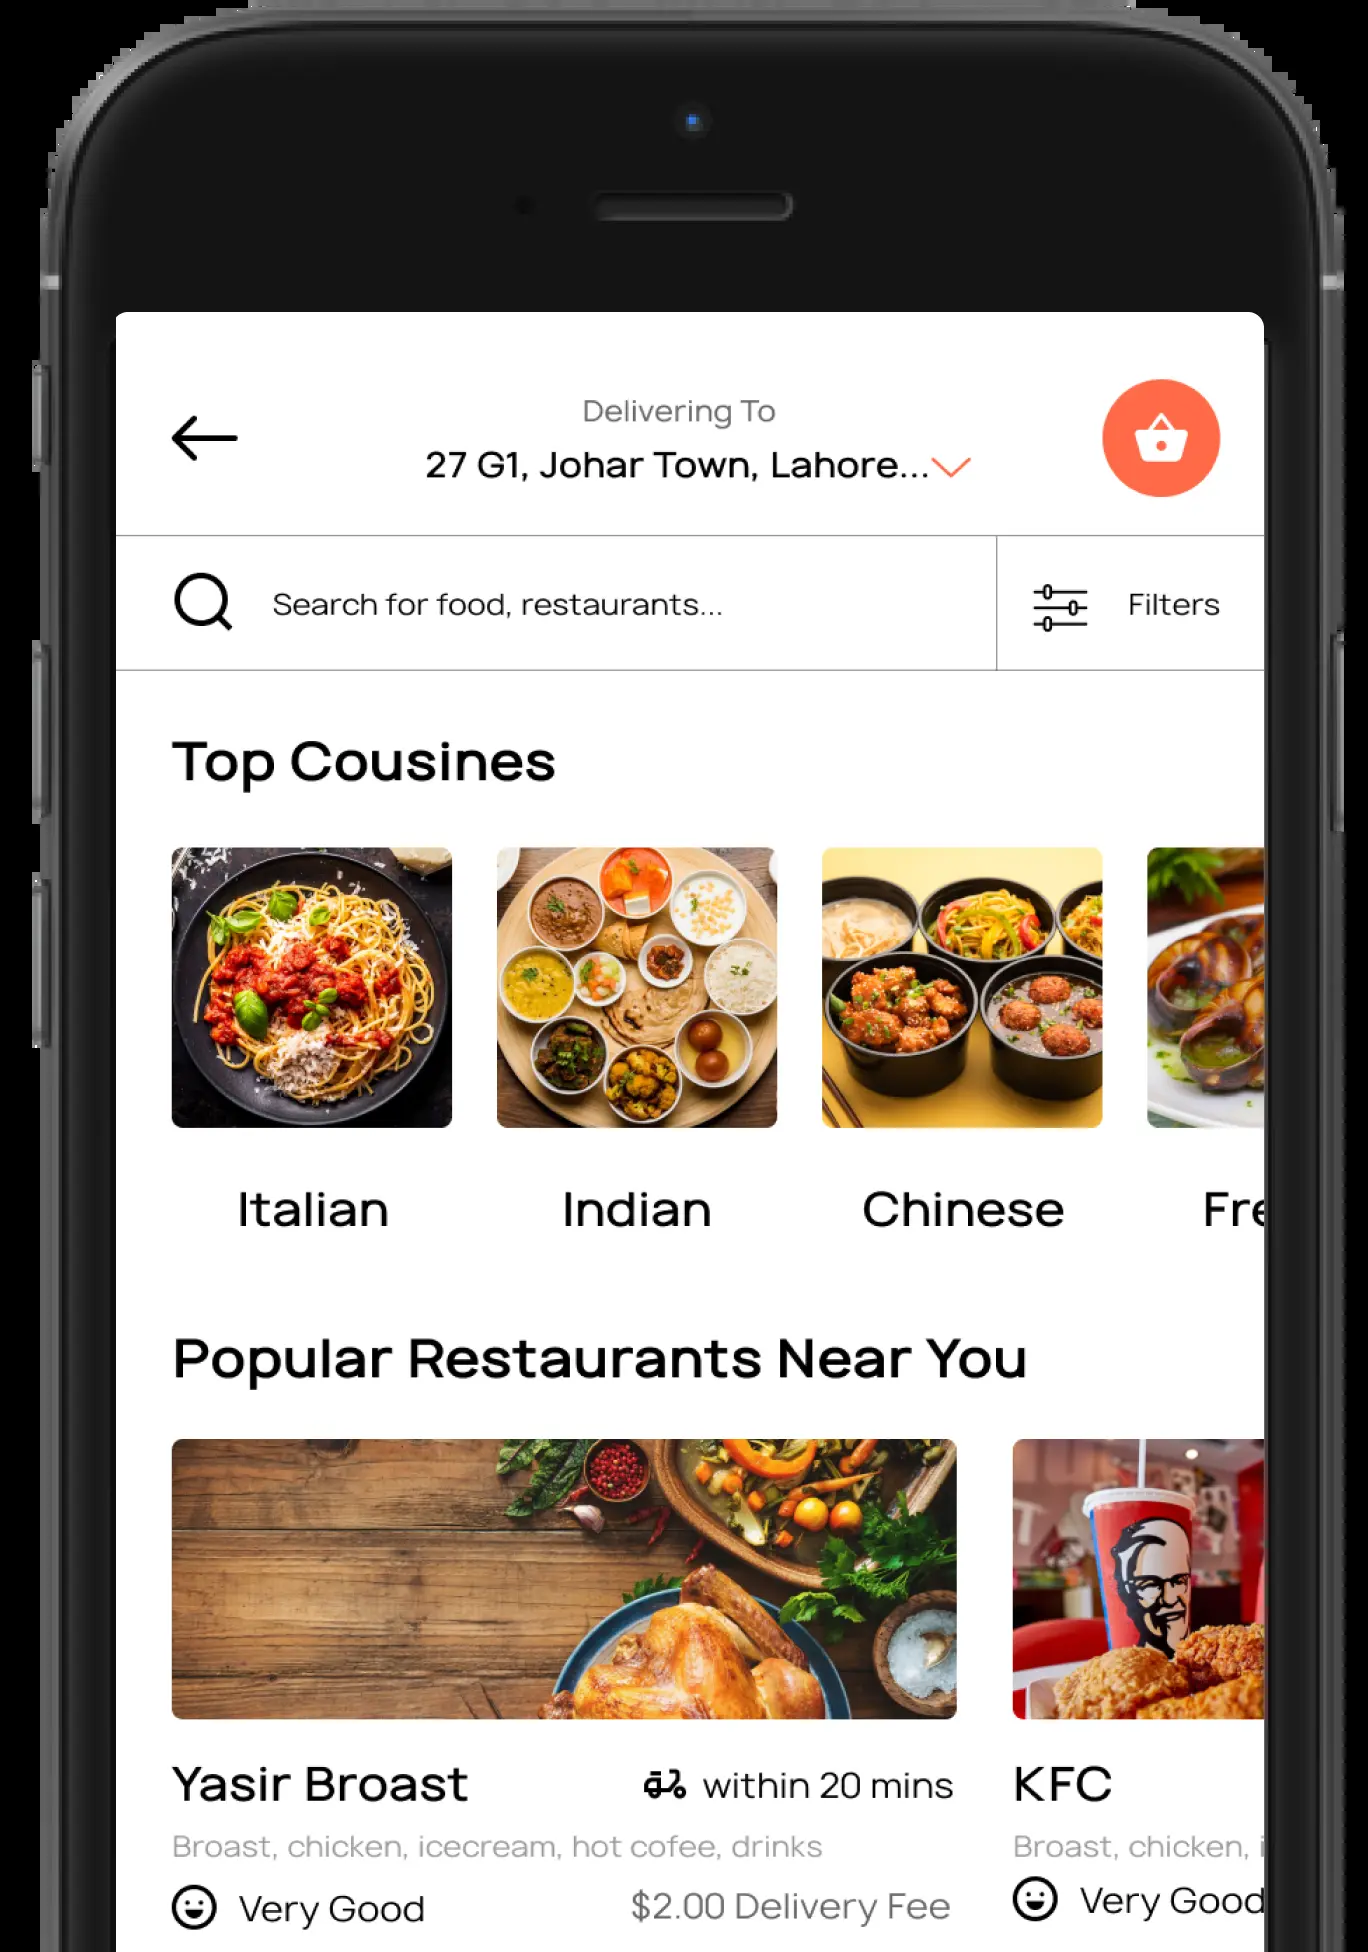 Delivering To
27 G1, Johar Town, Lahore...
Search for food, restaurants...
Filters
Top Cousines
Italian
Indian
Chinese
Fre
Popular Restaurants Near You
Yasir Broast
within 20 mins
KFC
Broast, chicken, icecream, hot cofee, drinks
Broast, chicken, i
Very Good
$2.00 Delivery Fee
Very Good